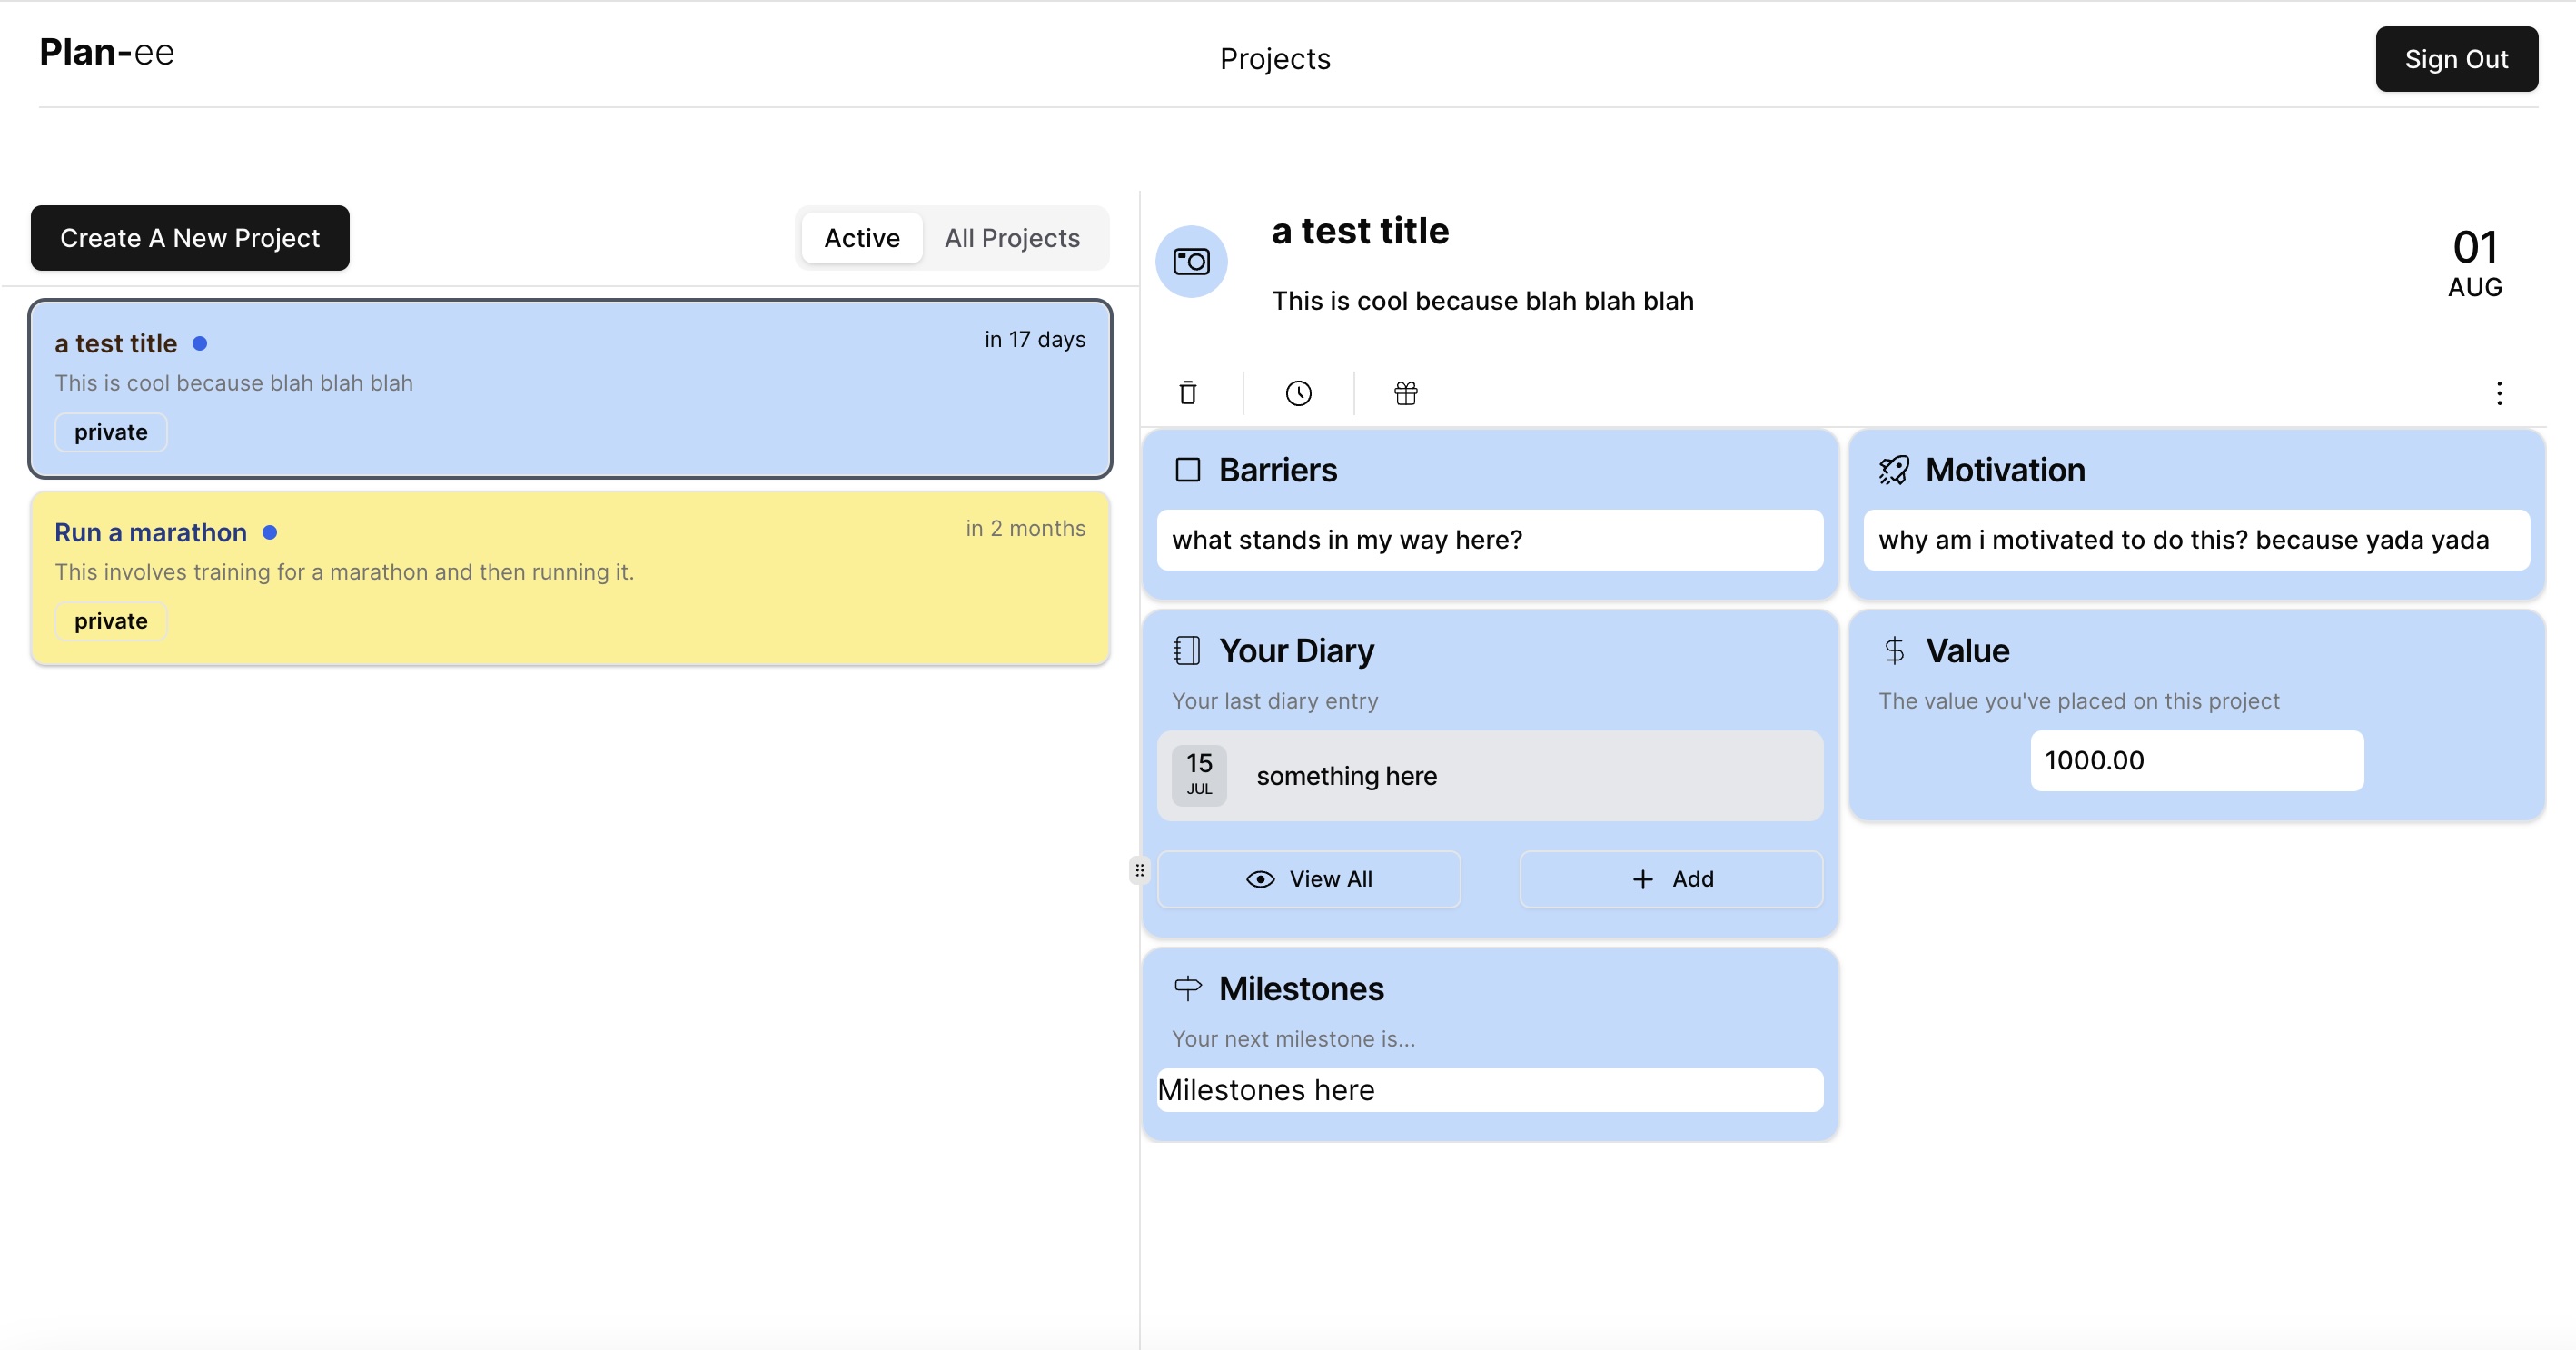 Plan-ee
Projects
Sign Out
Create A New Project
Active
All Projects
a test title
in 17 days
This is cool because blah blah blah
private
Run a marathon
in 2 months
This involves training for a marathon and then running it.
private
a test title
This is cool because blah blah blah
01
AUG
Barriers
what stands in my way here?
Motivation
why am i motivated to do this? because yada yada
Your Diary
Your last diary entry
15
JUL
something here
View All
Add
Value
The value you've placed on this project
1000.00
Milestones
Your next milestone is...
Milestones here